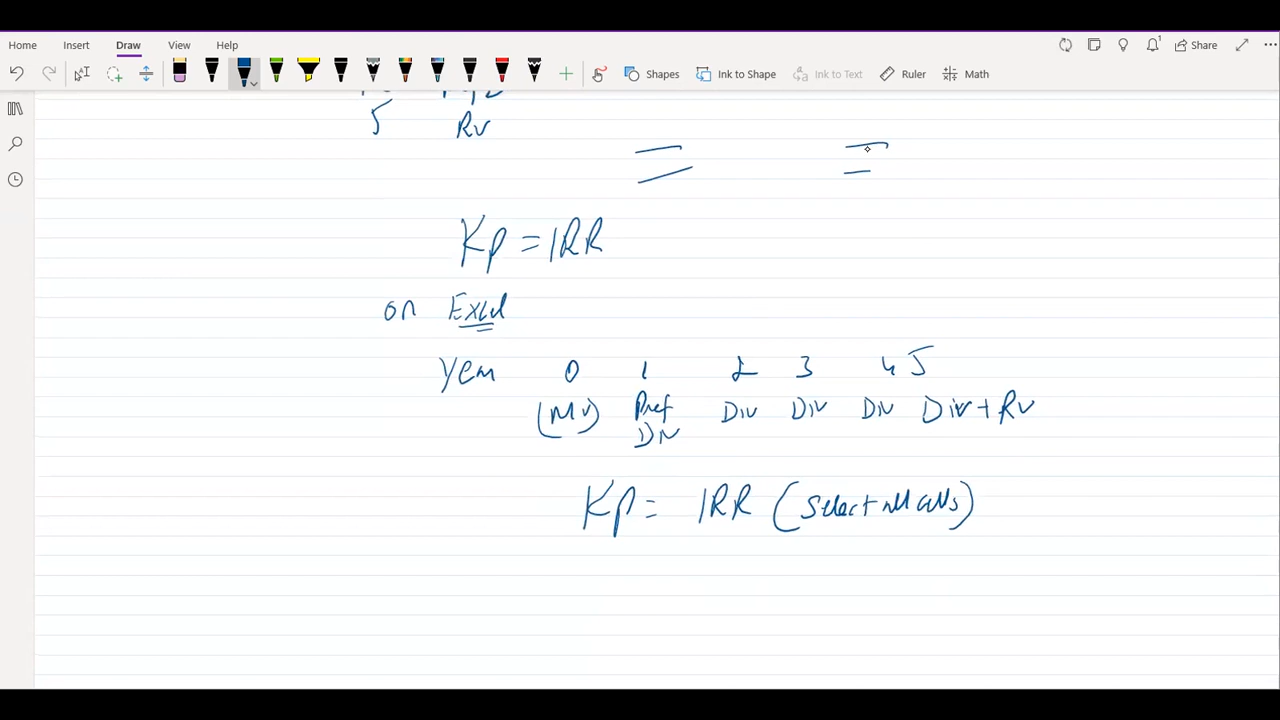 Home Insert Draw View Help
Share
Shapes Ink to Shape Ink to Text Ruler Math
5 RV
Kp = IRR
on Excel
year 0 1 2 3 4 5
(MV) Pref Div Div Div Div Div + RV
Kp = IRR (Select all cells)